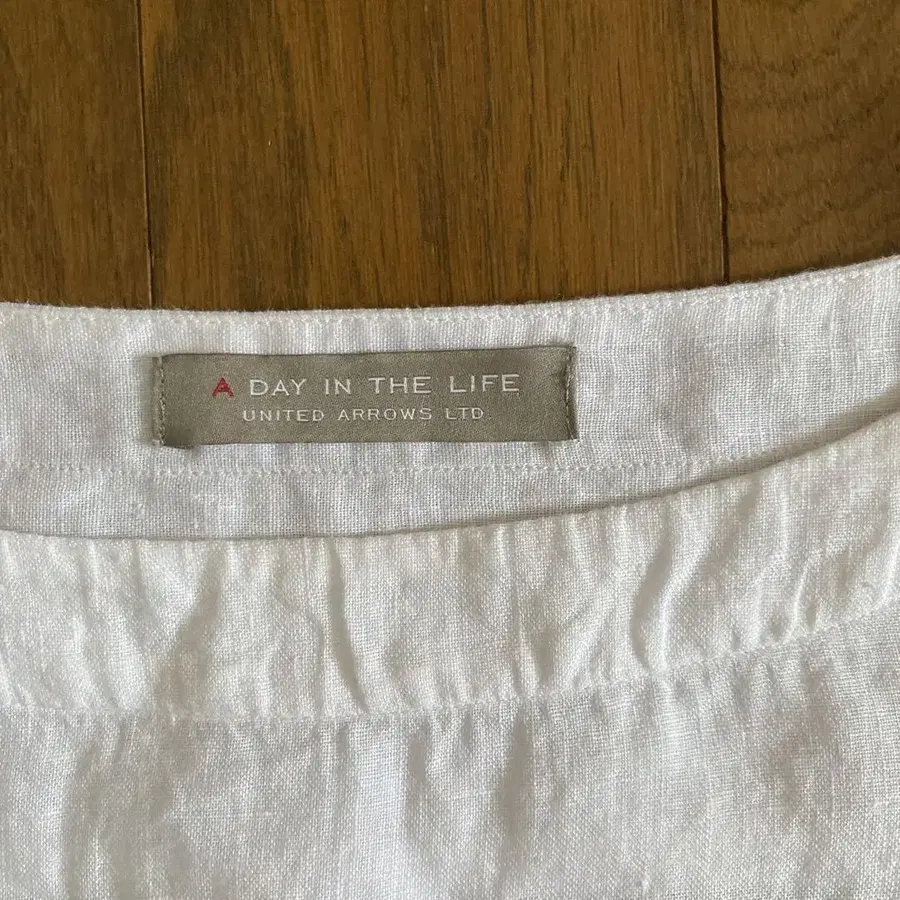 A DAY IN THE LIFE
UNITED ARROWS LTD.